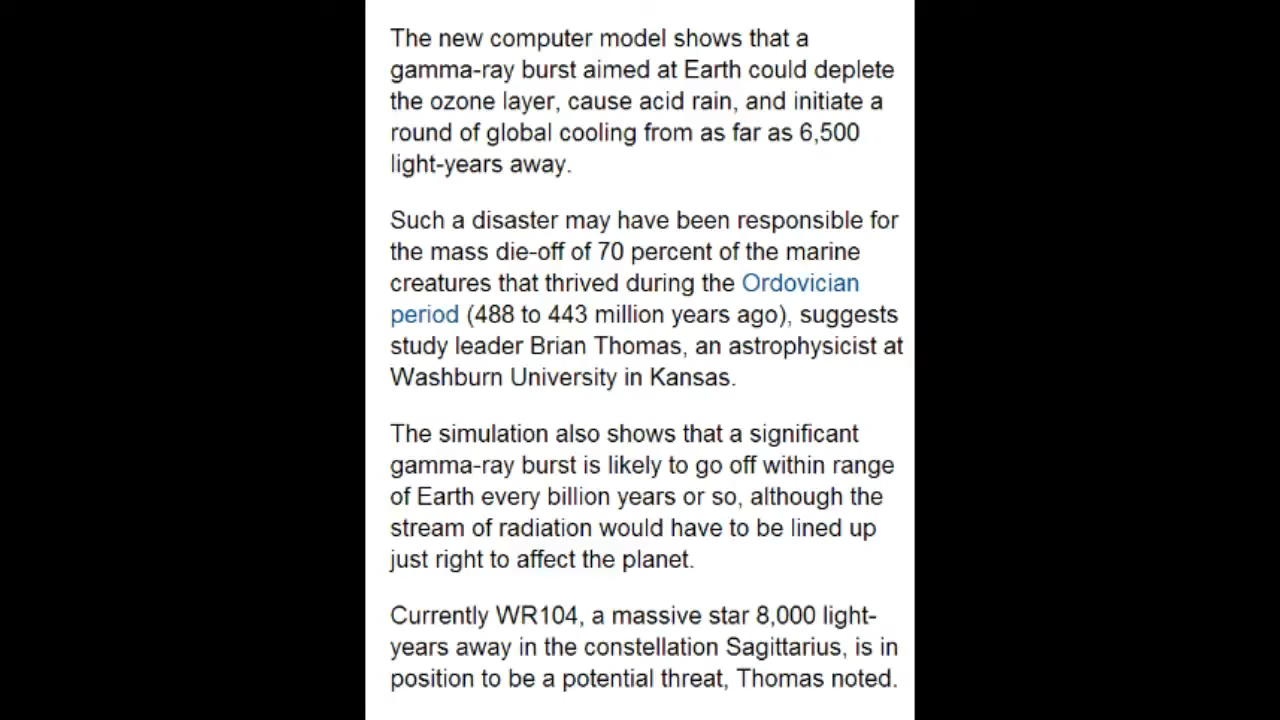 The new computer model shows that a
gamma-ray burst aimed at Earth could deplete
the ozone layer, cause acid rain, and initiate a
round of global cooling from as far as 6,500
light-years away.
Such a disaster may have been responsible for
the mass die-off of 70 percent of the marine
creatures that thrived during the Ordovician
period (488 to 443 million years ago), suggests
study leader Brian Thomas, an astrophysicist at
Washburn University in Kansas.
The simulation also shows that a significant
gamma-ray burst is likely to go off within range
of Earth every billion years or so, although the
stream of radiation would have to be lined up
just right to affect the planet.
Currently WR104, a massive star 8,000 light-
years away in the constellation Sagittarius, is in
position to be a potential threat, Thomas noted.